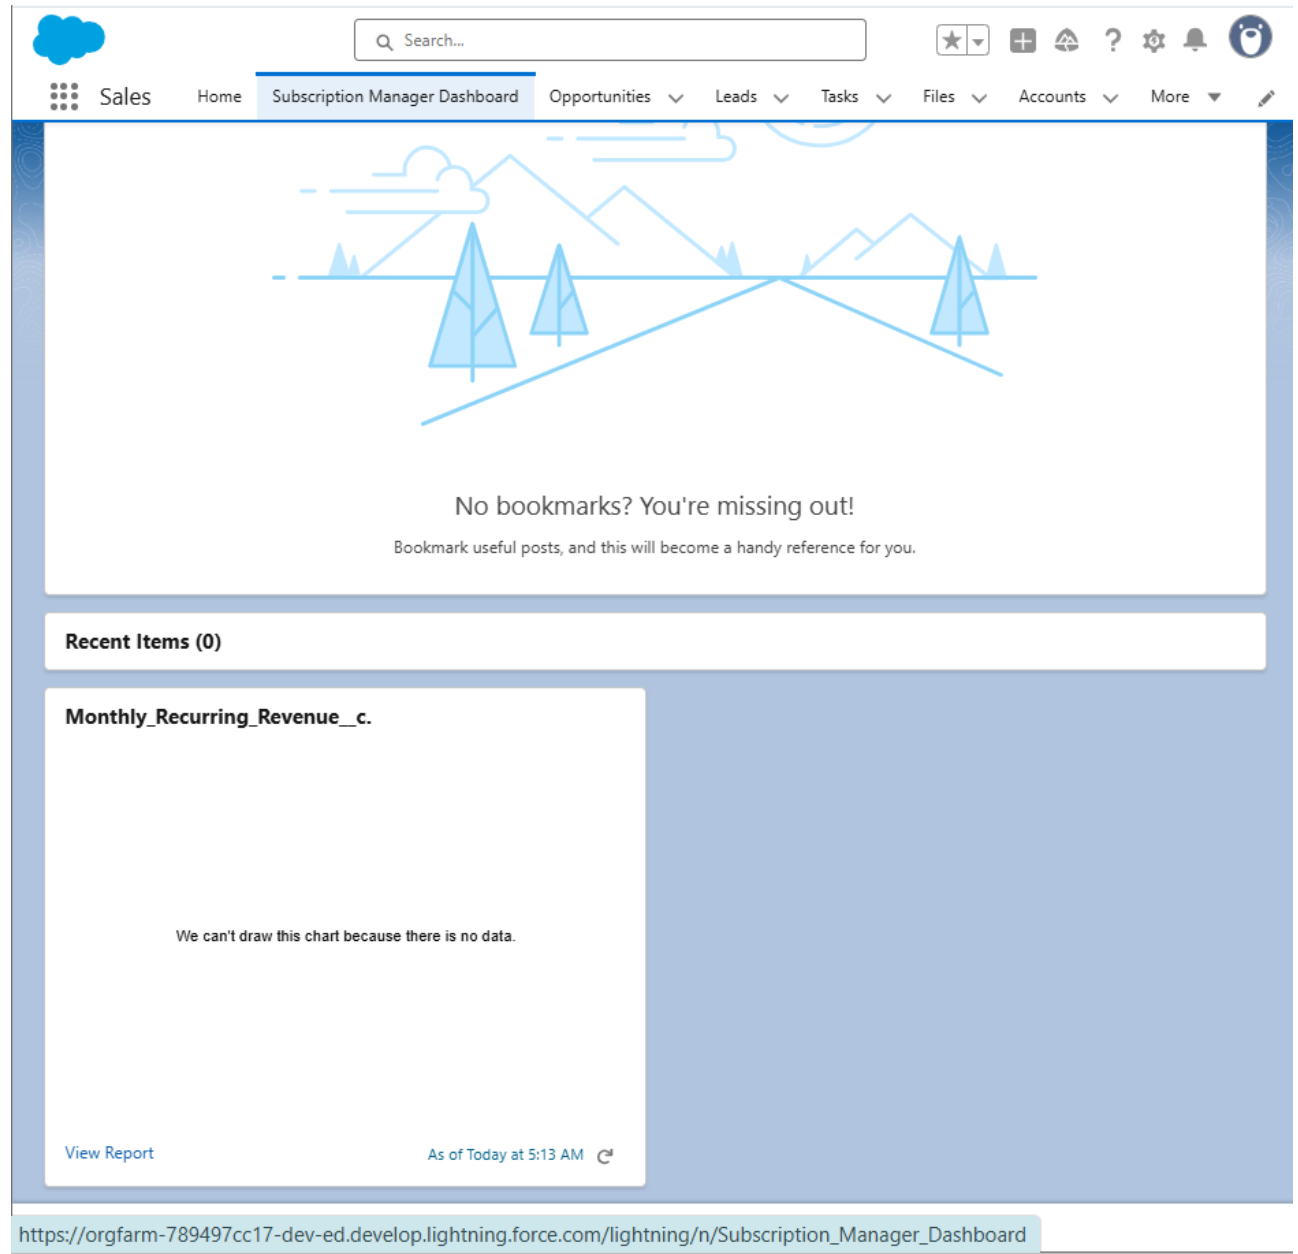 Search...
Sales Home Subscription Manager Dashboard Opportunities Leads Tasks Files Accounts More
No bookmarks? You're missing out!
Bookmark useful posts, and this will become a handy reference for you.
Recent Items (0)
Monthly_Recurring_Revenue__c.
We can't draw this chart because there is no data.
View Report As of Today at 5:13 AM
https://orgfarm-789497cc17-dev-ed.develop.lightning.force.com/lightning/n/Subscription_Manager_Dashboard